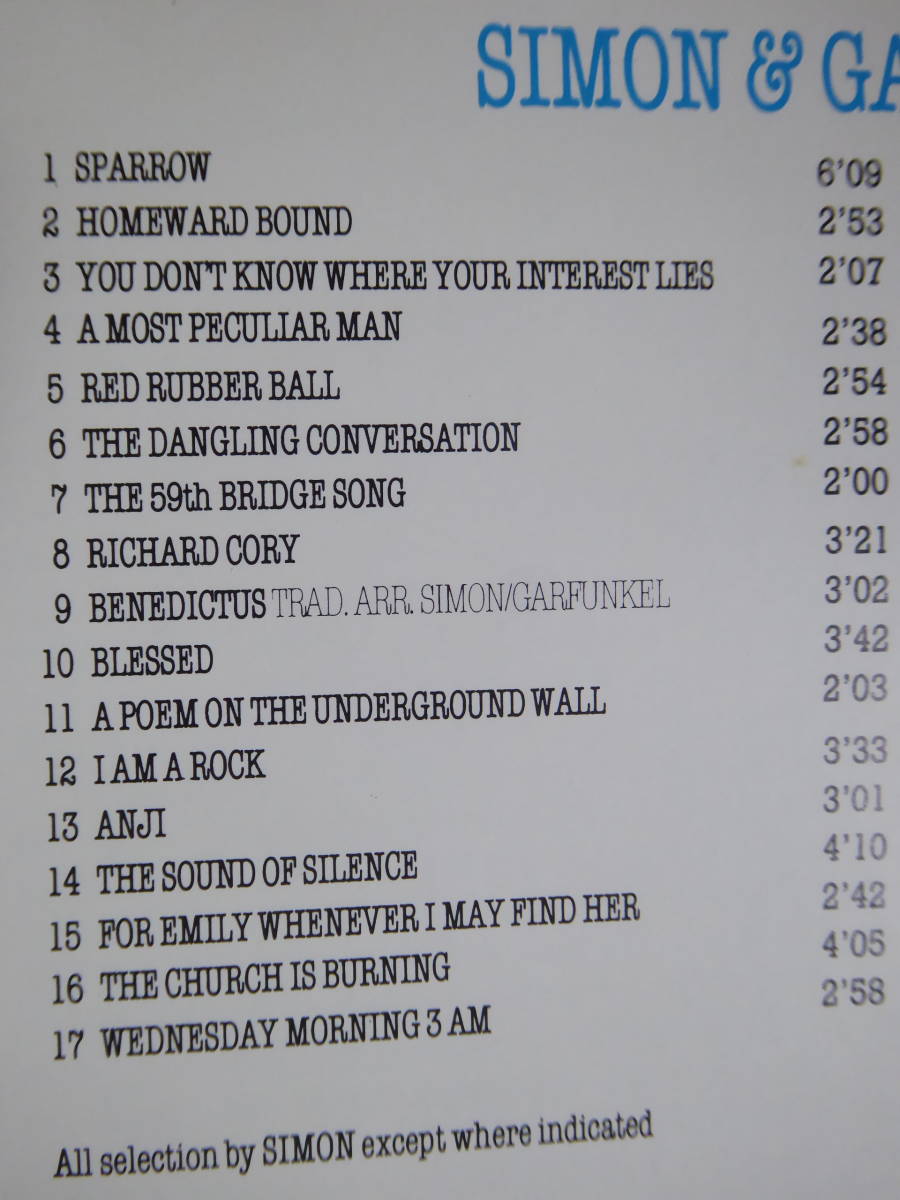 SIMON & GA
1 SPARROW 6'09
2 HOMEWARD BOUND 2'53
3 YOU DON'T KNOW WHERE YOUR INTEREST LIES 2'07
4 A MOST PECULIAR MAN 2'38
5 RED RUBBER BALL 2'54
6 THE DANGLING CONVERSATION 2'58
7 THE 59th BRIDGE SONG 2'00
8 RICHARD CORY 3'21
9 BENEDICTUS TRAD. ARR. SIMON/GARFUNKEL 3'02
10 BLESSED 3'42
11 A POEM ON THE UNDERGROUND WALL 2'03
12 I AM A ROCK 3'33
13 ANJI 3'01
14 THE SOUND OF SILENCE 4'10
15 FOR EMILY WHENEVER I MAY FIND HER 2'42
16 THE CHURCH IS BURNING 4'05
17 WEDNESDAY MORNING 3 AM 2'58
All selection by SIMON except where indicated